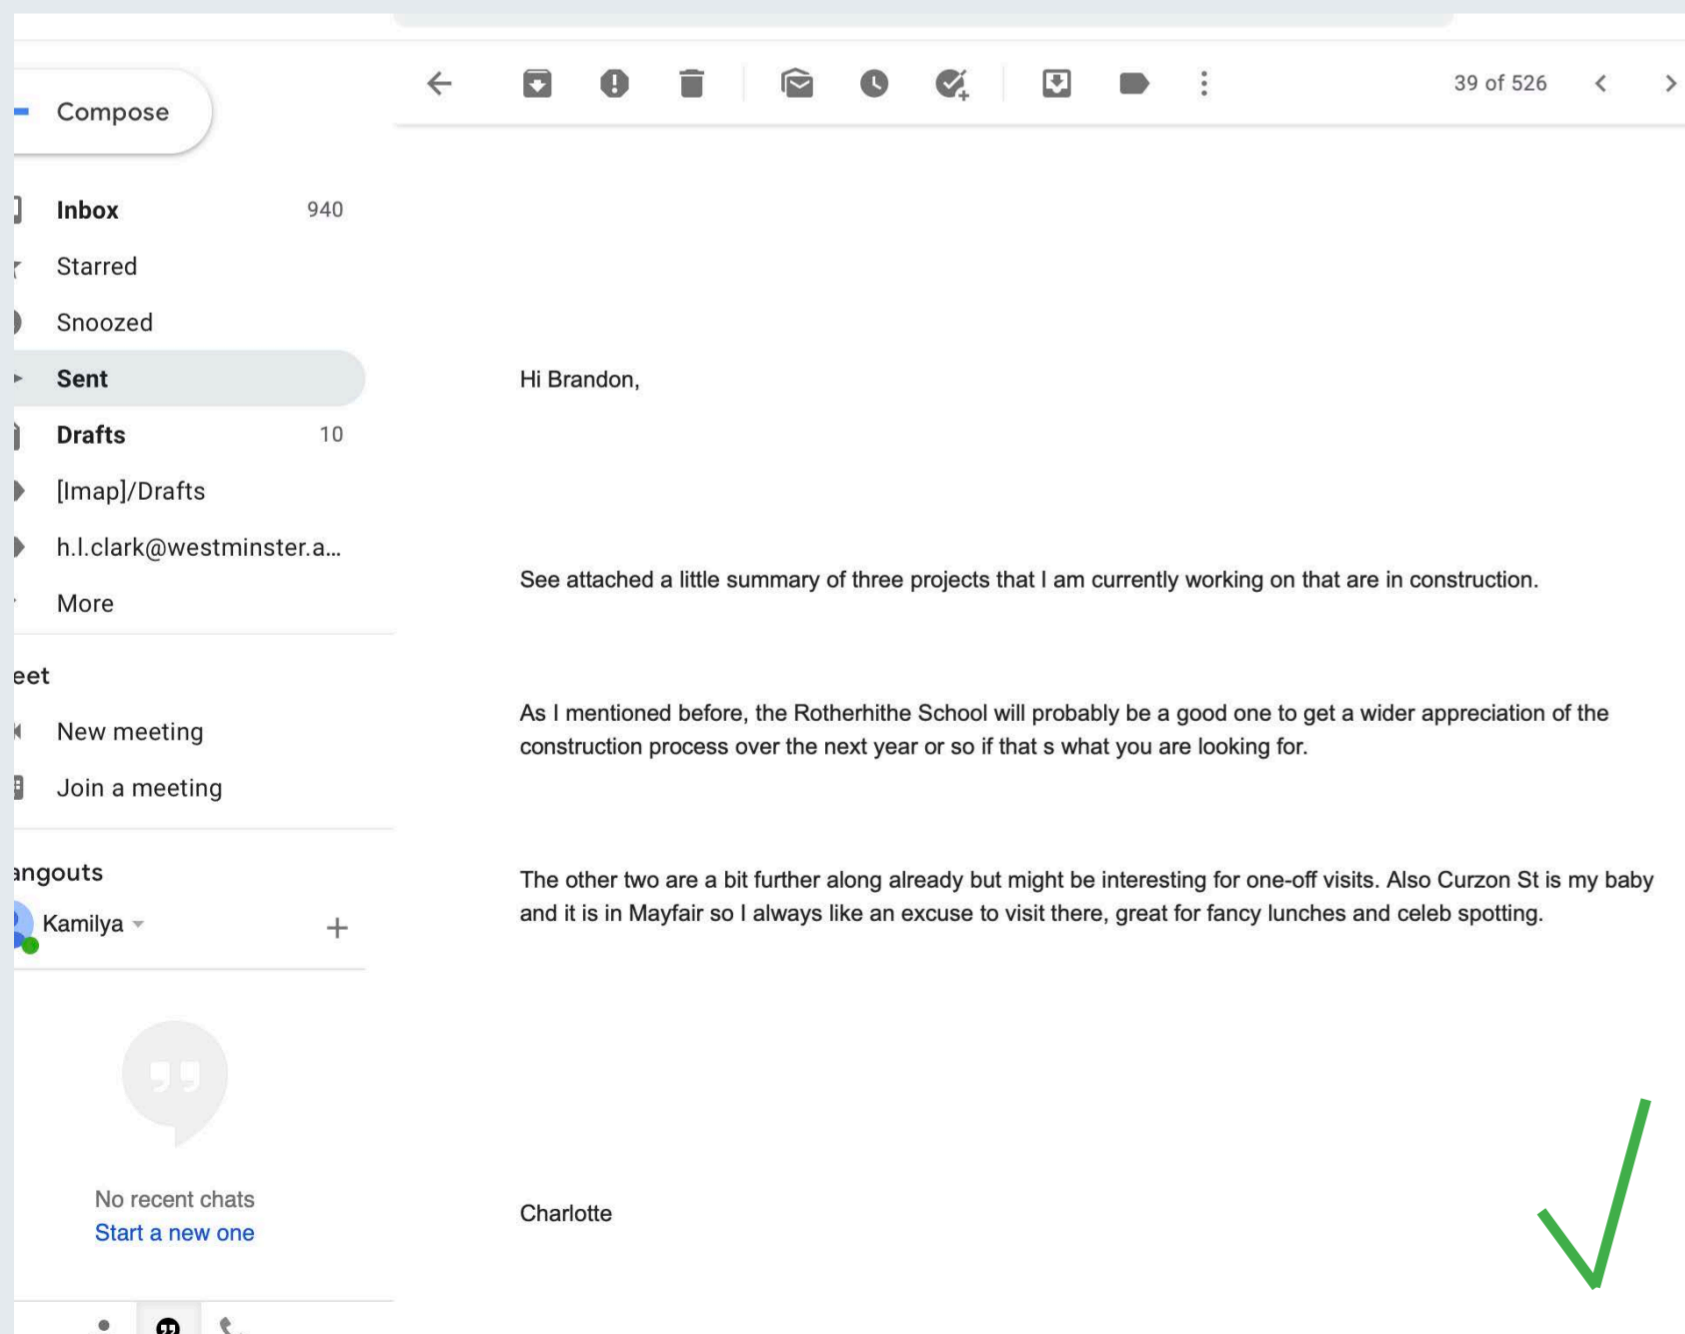 39 of 526
Compose
Inbox 940
Starred
Snoozed
Sent
Drafts 10
[Imap]/Drafts
h.l.clark@westminster.a...
More
eet
New meeting
Join a meeting
angouts
Kamilya
No recent chats
Start a new one
Hi Brandon,
See attached a little summary of three projects that I am currently working on that are in construction.
As I mentioned before, the Rotherhithe School will probably be a good one to get a wider appreciation of the
construction process over the next year or so if that s what you are looking for.
The other two are a bit further along already but might be interesting for one-off visits. Also Curzon St is my baby
and it is in Mayfair so I always like an excuse to visit there, great for fancy lunches and celeb spotting.
Charlotte